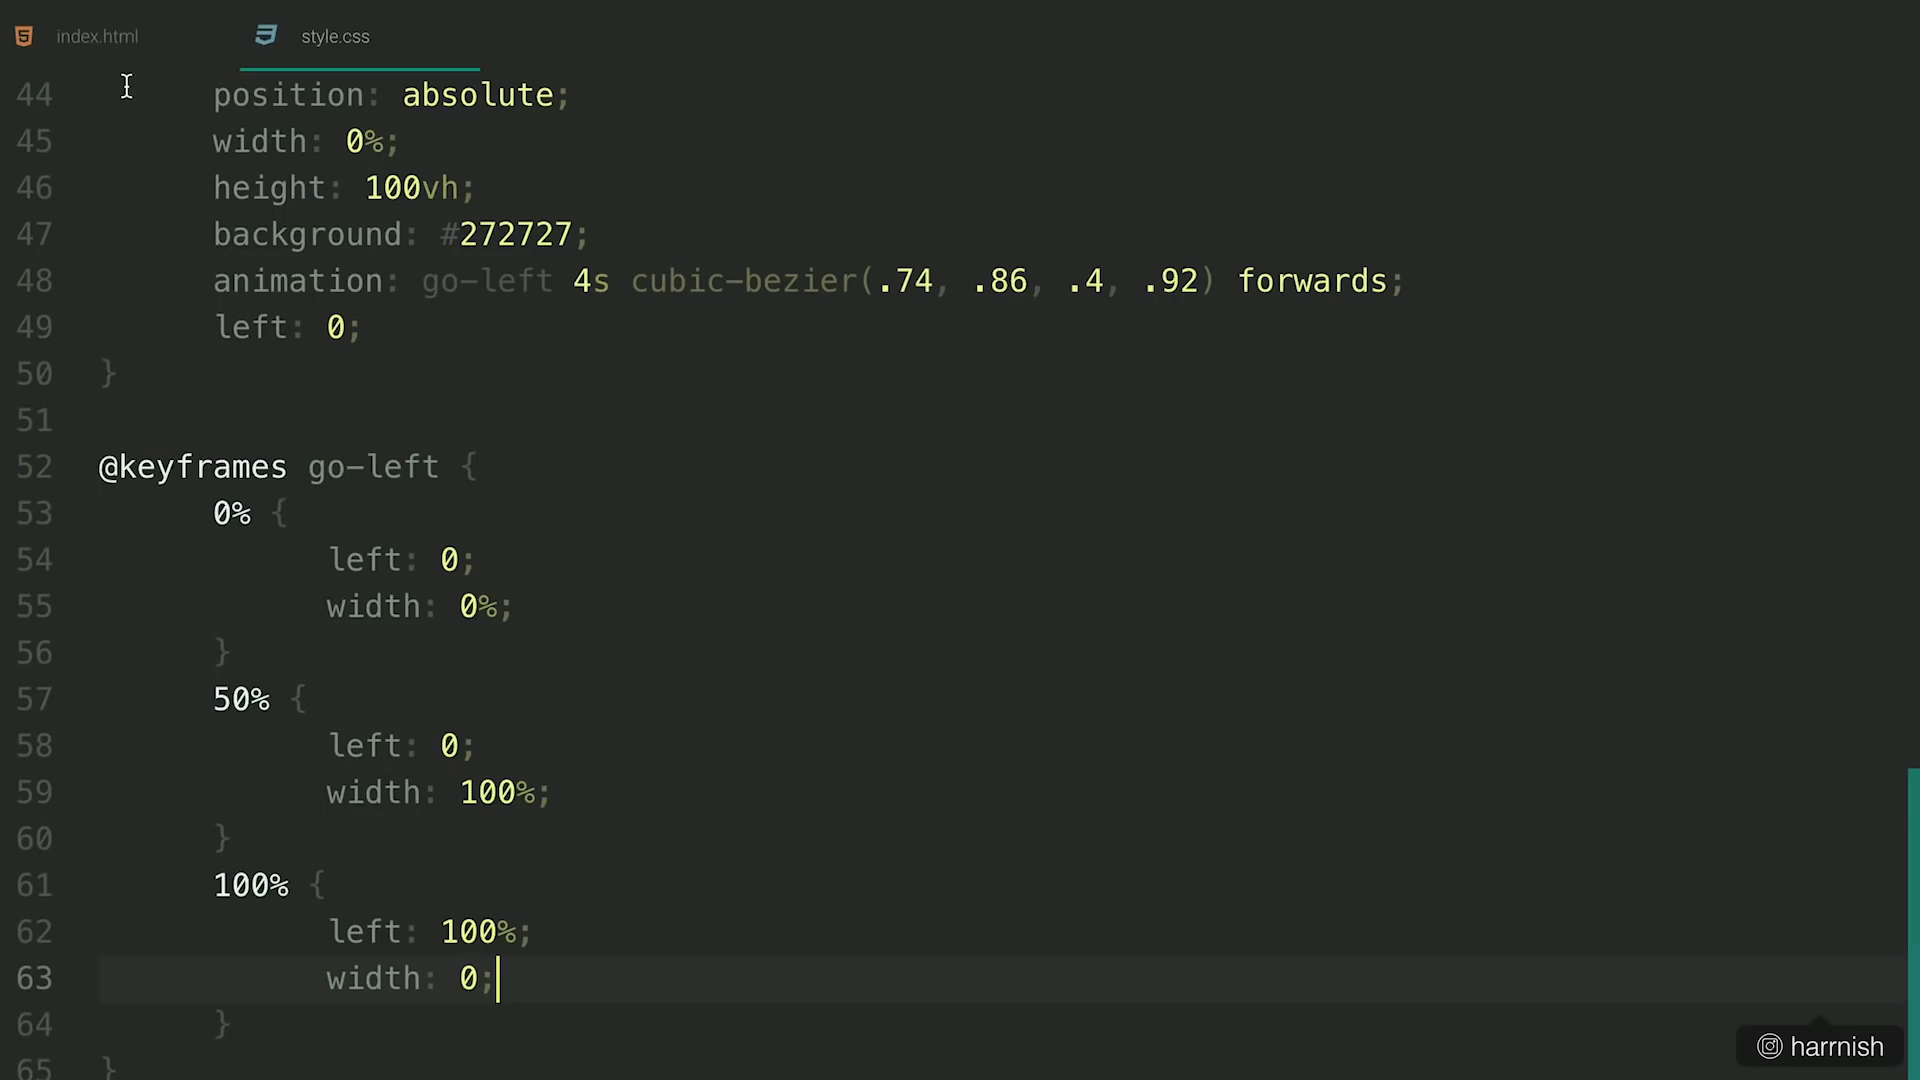 index.html style.css
44 position: absolute;
45 width: 0%;
46 height: 100vh;
47 background: #272727;
48 animation: go-left 4s cubic-bezier(.74, .86, .4, .92) forwards;
49 left: 0;
50 }
51
52 @keyframes go-left {
53 0% {
54 left: 0;
55 width: 0%;
56 }
57 50% {
58 left: 0;
59 width: 100%;
60 }
61 100% {
62 left: 100%;
63 width: 0;
64 }
65 }
harrnish